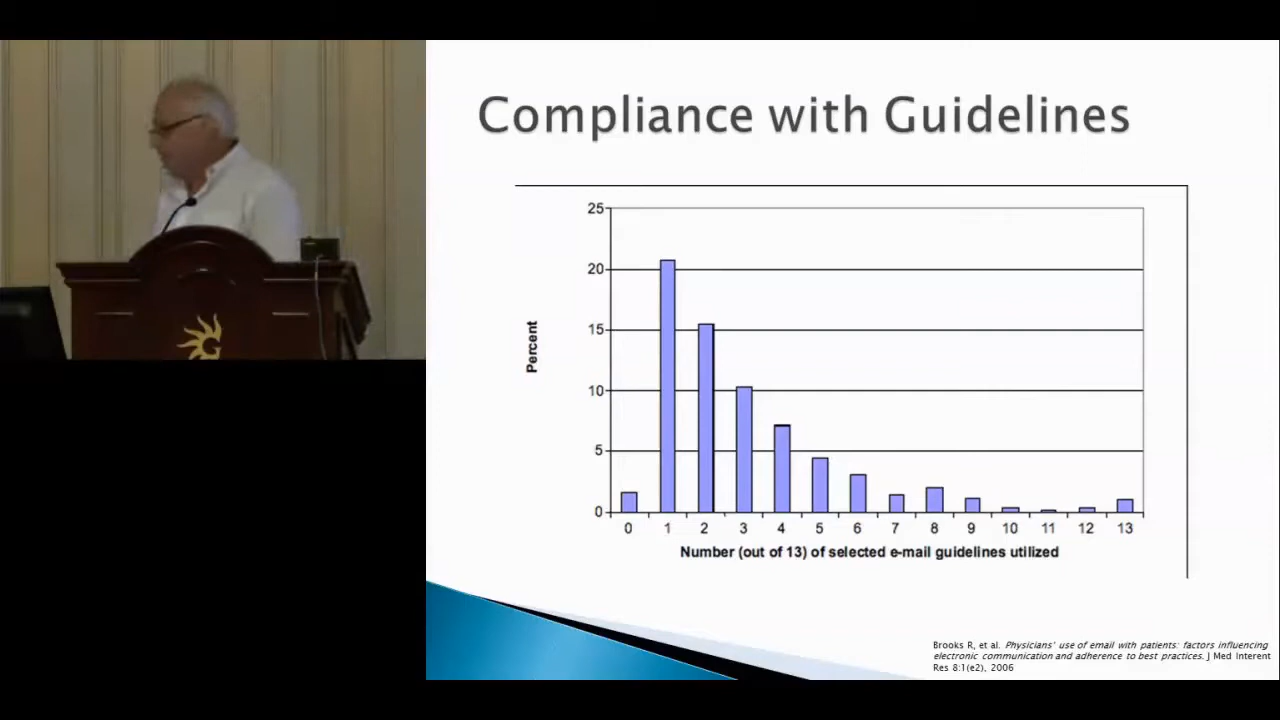 Compliance with Guidelines
25
20
15
10
5
0
Percent
0 1 2 3 4 5 6 7 8 9 10 11 12 13
Number (out of 13) of selected e-mail guidelines utilized
Brooks R, et al. Physicians' use of email with patients: factors influencing
electronic communication and adherence to best practices. J Med Interent
Res 8:1(e2), 2006